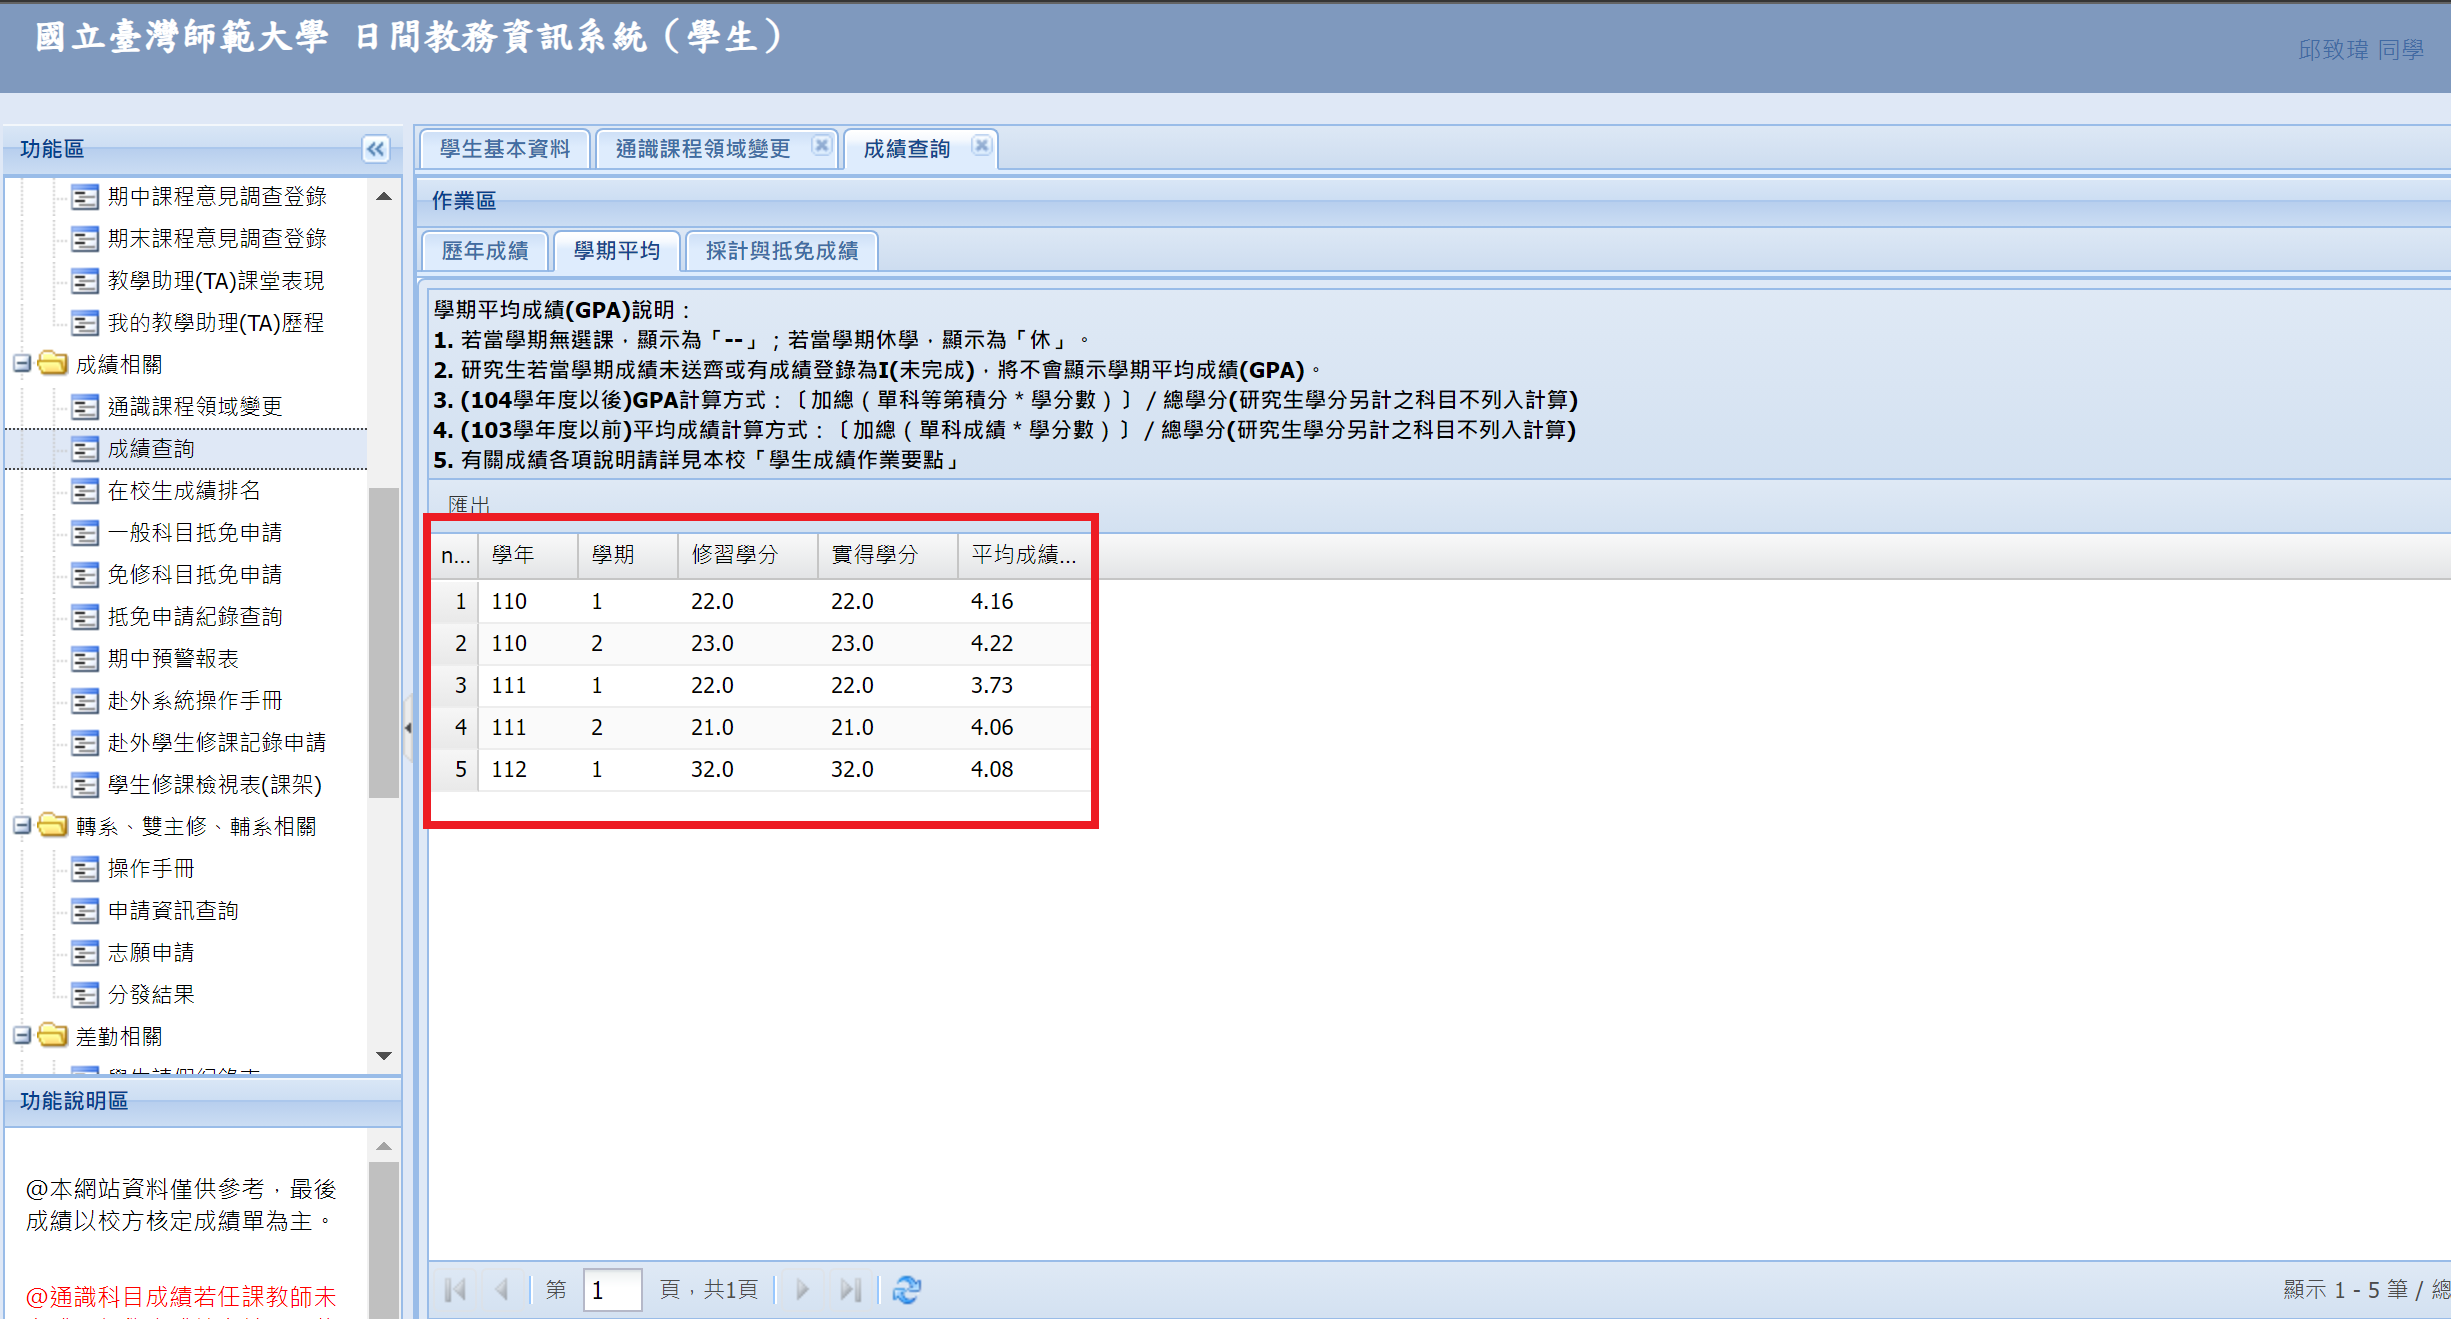 國立臺灣師範大學 日間教務資訊系統（學生）
邱致瑋 同學
功能區
期中課程意見調查登錄
期末課程意見調查登錄
教學助理(TA)課堂表現
我的教學助理(TA)歷程
成績相關
通識課程領域變更
成績查詢
在校生成績排名
一般科目抵免申請
免修科目抵免申請
抵免申請紀錄查詢
期中預警報表
赴外系統操作手冊
赴外學生修課記錄申請
學生修課檢視表(課架)
轉系、雙主修、輔系相關
操作手冊
申請資訊查詢
志願申請
分發結果
差勤相關
功能說明區
@本網站資料僅供參考，最後
成績以校方核定成績單為主。
@通識科目成績若任課教師未
學生基本資料 通識課程領域變更 成績查詢
作業區
歷年成績 學期平均 採計與抵免成績
學期平均成績(GPA)說明：
1. 若當學期無選課，顯示為「--」；若當學期休學，顯示為「休」。
2. 研究生若當學期成績未送齊或有成績登錄為I(未完成)，將不會顯示學期平均成績(GPA)。
3. (104學年度以後)GPA計算方式：〔加總（單科等第積分＊學分數）〕/ 總學分(研究生學分另計之科目不列入計算)
4. (103學年度以前)平均成績計算方式：〔加總（單科成績＊學分數）〕/ 總學分(研究生學分另計之科目不列入計算)
5. 有關成績各項說明請詳見本校「學生成績作業要點」
匯出
n... 學年 學期 修習學分 實得學分 平均成績...
1 110 1 22.0 22.0 4.16
2 110 2 23.0 23.0 4.22
3 111 1 22.0 22.0 3.73
4 111 2 21.0 21.0 4.06
5 112 1 32.0 32.0 4.08
第 1 頁，共1頁
顯示 1 - 5 筆 / 總